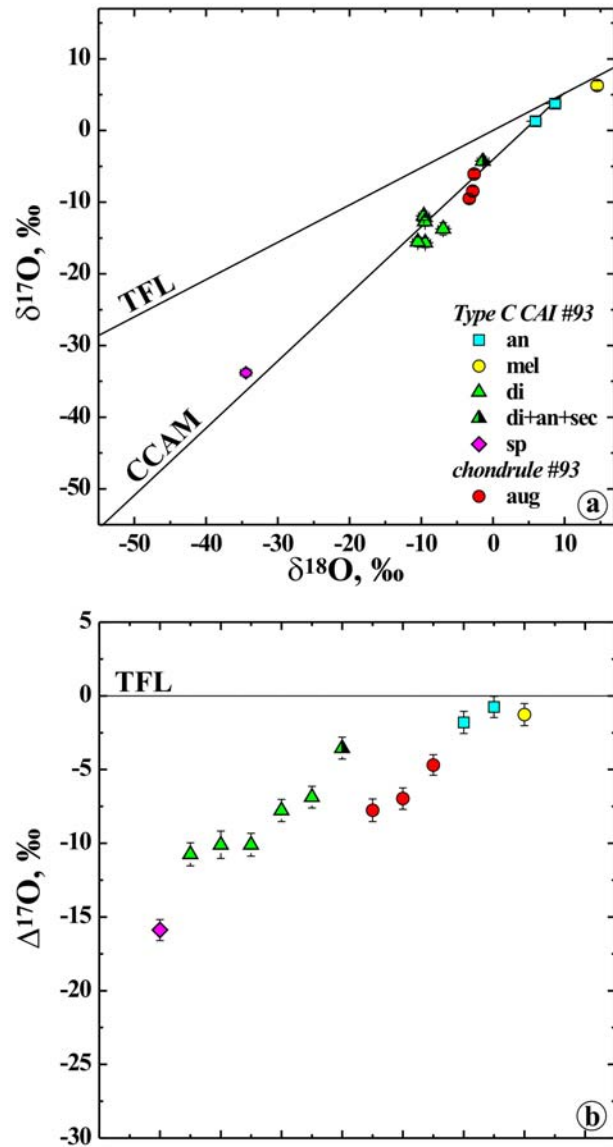 10
0
-10
-20
-30
-40
-50
δ¹⁷O, ‰
TFL
CCAM
Type C CAI #93
an
mel
di
di+an+sec
sp
chondrule #93
aug
a
-50 -40 -30 -20 -10 0 10
δ¹⁸O, ‰
5
TFL
0
-5
-10
-15
-20
-25
-30
Δ¹⁷O, ‰
b